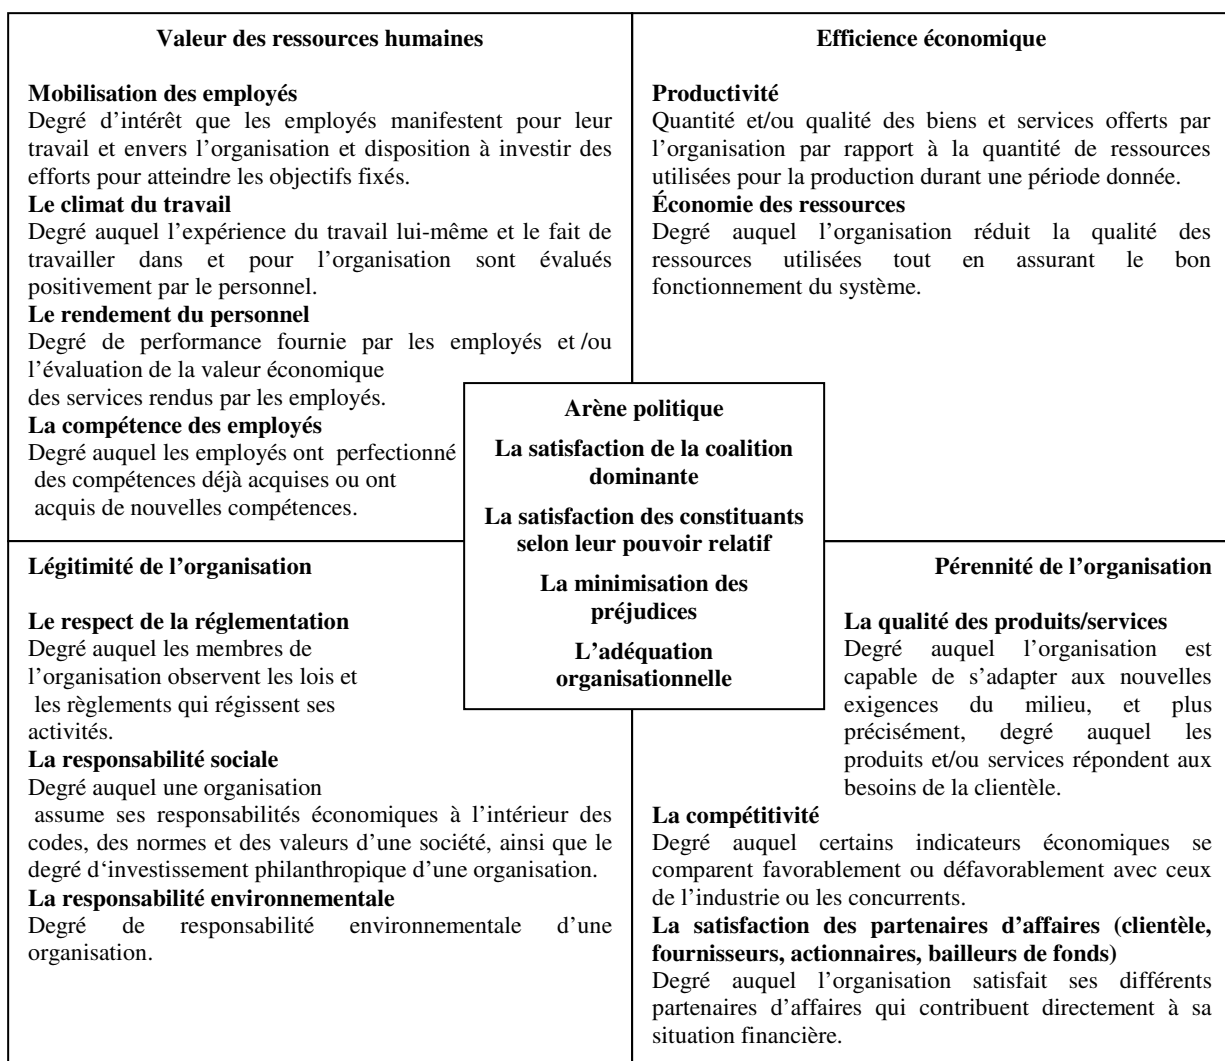 Valeur des ressources humaines
Mobilisation des employés
Degré d'intérêt que les employés manifestent pour leur
travail et envers l'organisation et disposition à investir des
efforts pour atteindre les objectifs fixés.
Le climat du travail
Degré auquel l'expérience du travail lui-même et le fait de
travailler dans et pour l'organisation sont évalués
positivement par le personnel.
Le rendement du personnel
Degré de performance fournie par les employés et /ou
l'évaluation de la valeur économique
des services rendus par les employés.
La compétence des employés
Degré auquel les employés ont perfectionné
des compétences déjà acquises ou ont
acquis de nouvelles compétences.
Efficience économique
Productivité
Quantité et/ou qualité des biens et services offerts par
l'organisation par rapport à la quantité de ressources
utilisées pour la production durant une période donnée.
Économie des ressources
Degré auquel l'organisation réduit la qualité des
ressources utilisées tout en assurant le bon
fonctionnement du système.
Arène politique
La satisfaction de la coalition
dominante
La satisfaction des constituants
selon leur pouvoir relatif
La minimisation des
préjudices
L'adéquation
organisationnelle
Légitimité de l'organisation
Le respect de la réglementation
Degré auquel les membres de
l'organisation observent les lois et
les règlements qui régissent ses
activités.
La responsabilité sociale
Degré auquel une organisation
assume ses responsabilités économiques à l'intérieur des
codes, des normes et des valeurs d'une société, ainsi que le
degré d'investissement philanthropique d'une organisation.
La responsabilité environnementale
Degré de responsabilité environnementale d'une
organisation.
Pérennité de l'organisation
La qualité des produits/services
Degré auquel l'organisation est
capable de s'adapter aux nouvelles
exigences du milieu, et plus
précisément, degré auquel les
produits et/ou services répondent aux
besoins de la clientèle.
La compétitivité
Degré auquel certains indicateurs économiques se
comparent favorablement ou défavorablement avec ceux
de l'industrie ou les concurrents.
La satisfaction des partenaires d'affaires (clientèle,
fournisseurs, actionnaires, bailleurs de fonds)
Degré auquel l'organisation satisfait ses différents
partenaires d'affaires qui contribuent directement à sa
situation financière.